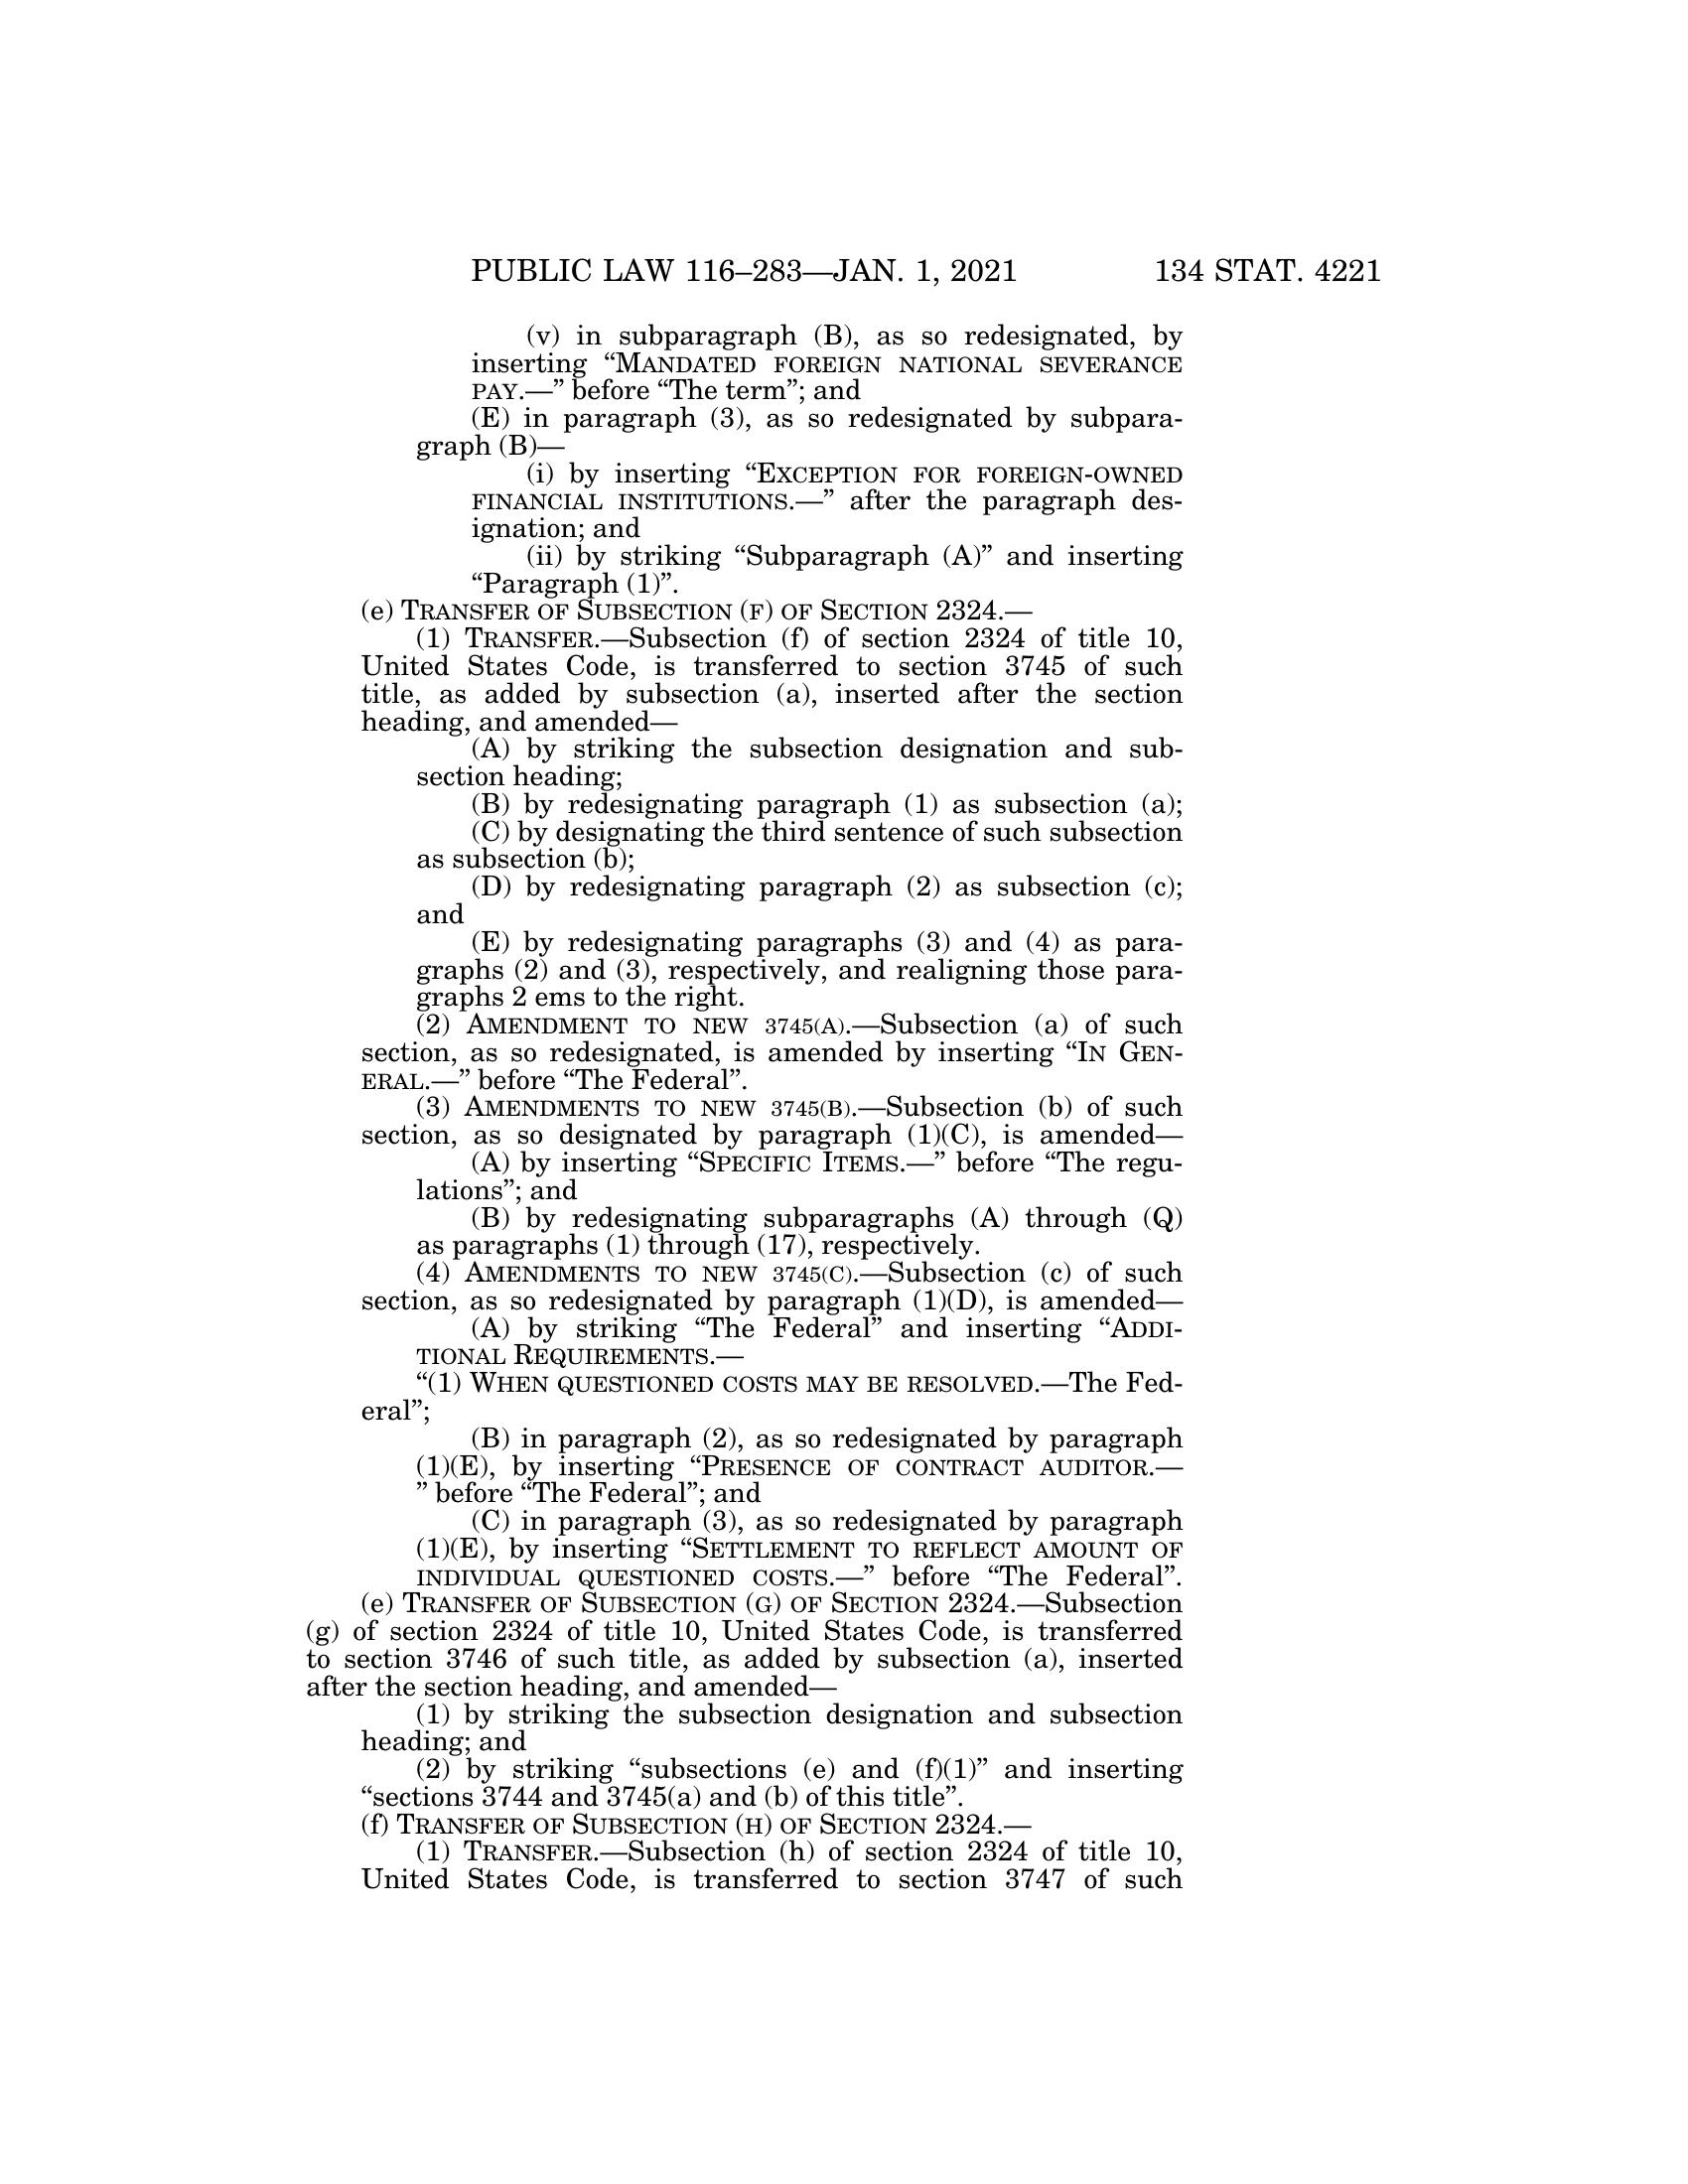 PUBLIC LAW 116–283—JAN. 1, 2021 134 STAT. 4221
(v) in subparagraph (B), as so redesignated, by
inserting “MANDATED FOREIGN NATIONAL SEVERANCE
PAY.—” before “The term”; and
(E) in paragraph (3), as so redesignated by subpara-
graph (B)—
(i) by inserting “EXCEPTION FOR FOREIGN-OWNED
FINANCIAL INSTITUTIONS.—” after the paragraph des-
ignation; and
(ii) by striking “Subparagraph (A)” and inserting
“Paragraph (1)”.
(e) TRANSFER OF SUBSECTION (F) OF SECTION 2324.—
(1) TRANSFER.—Subsection (f) of section 2324 of title 10,
United States Code, is transferred to section 3745 of such
title, as added by subsection (a), inserted after the section
heading, and amended—
(A) by striking the subsection designation and sub-
section heading;
(B) by redesignating paragraph (1) as subsection (a);
(C) by designating the third sentence of such subsection
as subsection (b);
(D) by redesignating paragraph (2) as subsection (c);
and
(E) by redesignating paragraphs (3) and (4) as para-
graphs (2) and (3), respectively, and realigning those para-
graphs 2 ems to the right.
(2) AMENDMENT TO NEW 3745(A).—Subsection (a) of such
section, as so redesignated, is amended by inserting “IN GEN-
ERAL.—” before “The Federal”.
(3) AMENDMENTS TO NEW 3745(B).—Subsection (b) of such
section, as so designated by paragraph (1)(C), is amended—
(A) by inserting “SPECIFIC ITEMS.—” before “The regu-
lations”; and
(B) by redesignating subparagraphs (A) through (Q)
as paragraphs (1) through (17), respectively.
(4) AMENDMENTS TO NEW 3745(C).—Subsection (c) of such
section, as so redesignated by paragraph (1)(D), is amended—
(A) by striking “The Federal” and inserting “ADDI-
TIONAL REQUIREMENTS.—
“(1) WHEN QUESTIONED COSTS MAY BE RESOLVED.—The Fed-
eral”;
(B) in paragraph (2), as so redesignated by paragraph
(1)(E), by inserting “PRESENCE OF CONTRACT AUDITOR.—
” before “The Federal”; and
(C) in paragraph (3), as so redesignated by paragraph
(1)(E), by inserting “SETTLEMENT TO REFLECT AMOUNT OF
INDIVIDUAL QUESTIONED COSTS.—” before “The Federal”.
(e) TRANSFER OF SUBSECTION (G) OF SECTION 2324.—Subsection
(g) of section 2324 of title 10, United States Code, is transferred
to section 3746 of such title, as added by subsection (a), inserted
after the section heading, and amended—
(1) by striking the subsection designation and subsection
heading; and
(2) by striking “subsections (e) and (f)(1)” and inserting
“sections 3744 and 3745(a) and (b) of this title”.
(f) TRANSFER OF SUBSECTION (H) OF SECTION 2324.—
(1) TRANSFER.—Subsection (h) of section 2324 of title 10,
United States Code, is transferred to section 3747 of such